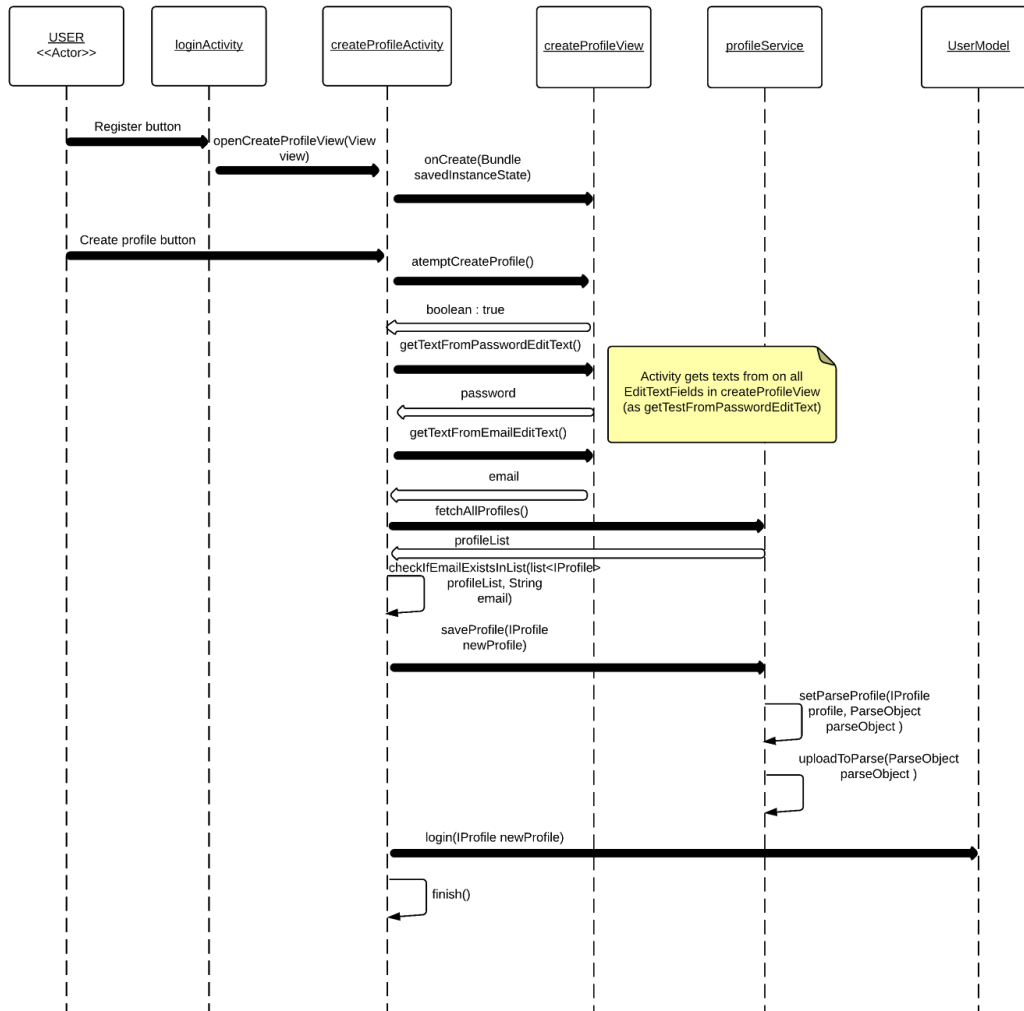 USER
<<Actor>>
loginActivity
createProfileActivity
createProfileView
profileService
UserModel
Register button
openCreateProfileView(View
view)
onCreate(Bundle
savedInstanceState)
Create profile button
atemptCreateProfile()
boolean : true
getTextFromPasswordEditText()
Activity gets texts from on all
EditTextFields in createProfileView
(as getTestFromPasswordEditText)
password
getTextFromEmailEditText()
email
fetchAllProfiles()
profileList
checkIfEmailExistsInList(list<IProfile>
profileList, String
email)
saveProfile(IProfile
newProfile)
setParseProfile(IProfile
profile, ParseObject
parseObject )
uploadToParse(ParseObject
parseObject )
login(IProfile newProfile)
finish()